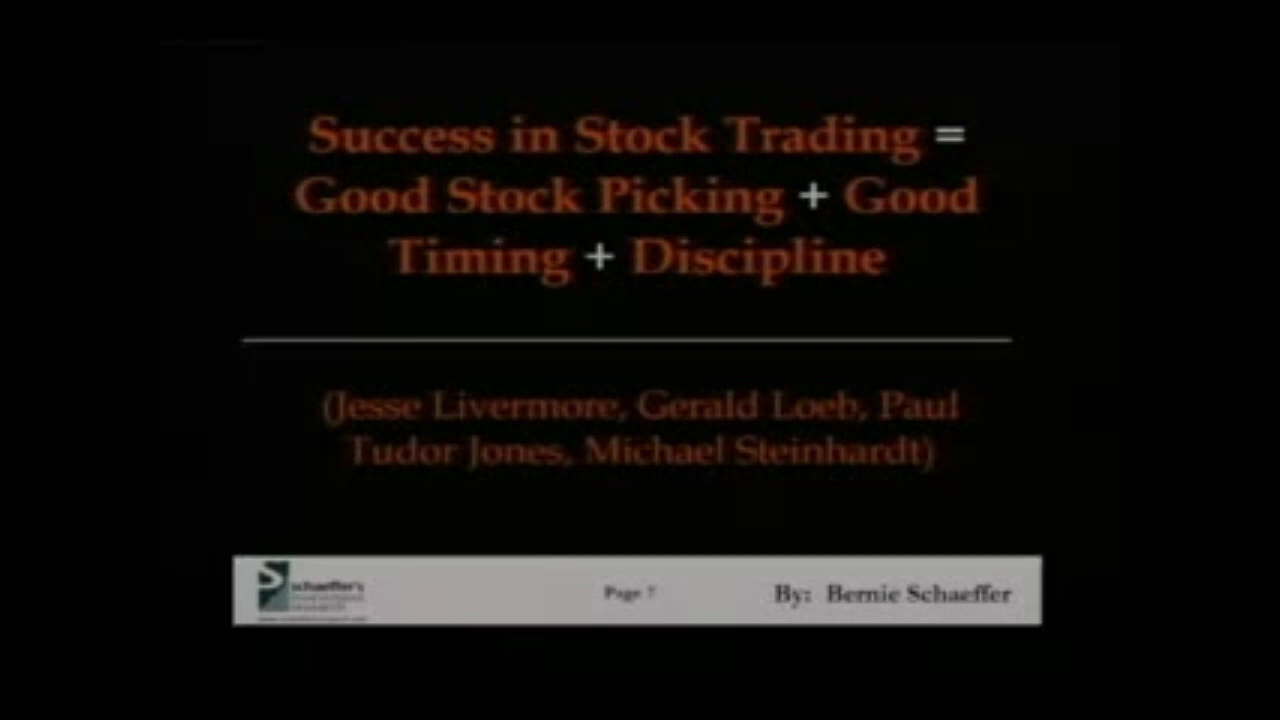 Success in Stock Trading =
Good Stock Picking + Good
Timing + Discipline
(Jesse Livermore, Gerald Loeb, Paul
Tudor Jones, Michael Steinhardt)
schaeffer's
Page 7
By: Bernie Schaeffer